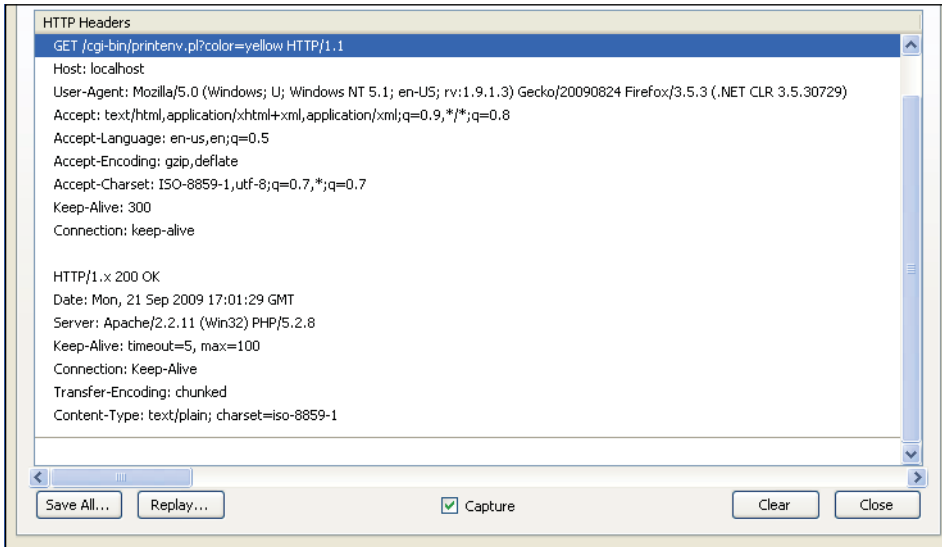 HTTP Headers
GET /cgi-bin/printenv.pl?color=yellow HTTP/1.1
Host: localhost
User-Agent: Mozilla/5.0 (Windows; U; Windows NT 5.1; en-US; rv:1.9.1.3) Gecko/20090824 Firefox/3.5.3 (.NET CLR 3.5.30729)
Accept: text/html,application/xhtml+xml,application/xml;q=0.9,*/*;q=0.8
Accept-Language: en-us,en;q=0.5
Accept-Encoding: gzip,deflate
Accept-Charset: ISO-8859-1,utf-8;q=0.7,*;q=0.7
Keep-Alive: 300
Connection: keep-alive
HTTP/1.x 200 OK
Date: Mon, 21 Sep 2009 17:01:29 GMT
Server: Apache/2.2.11 (Win32) PHP/5.2.8
Keep-Alive: timeout=5, max=100
Connection: Keep-Alive
Transfer-Encoding: chunked
Content-Type: text/plain; charset=iso-8859-1
Save All... Replay... Capture Clear Close